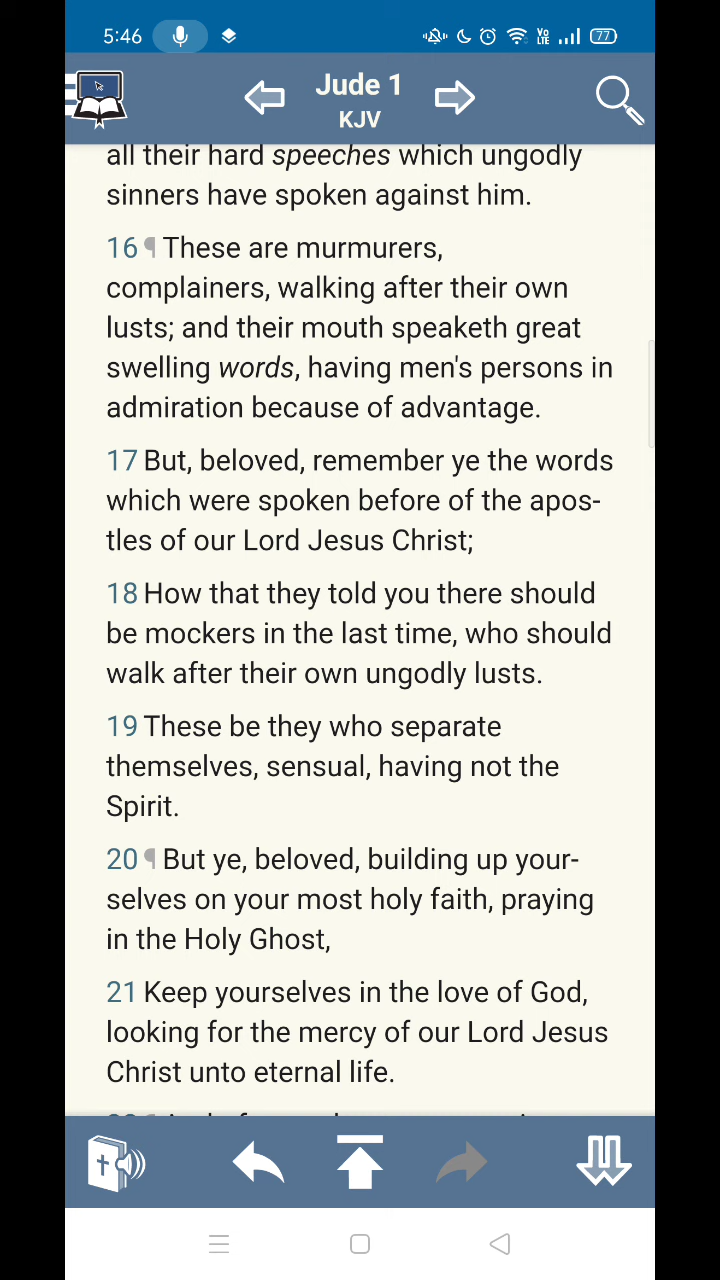 5:46
Vo
LTE
77
Jude 1
KJV
all their hard speeches which ungodly
sinners have spoken against him.
16 ¶ These are murmurers,
complainers, walking after their own
lusts; and their mouth speaketh great
swelling words, having men's persons in
admiration because of advantage.
17 But, beloved, remember ye the words
which were spoken before of the apos-
tles of our Lord Jesus Christ;
18 How that they told you there should
be mockers in the last time, who should
walk after their own ungodly lusts.
19 These be they who separate
themselves, sensual, having not the
Spirit.
20 ¶ But ye, beloved, building up your-
selves on your most holy faith, praying
in the Holy Ghost,
21 Keep yourselves in the love of God,
looking for the mercy of our Lord Jesus
Christ unto eternal life.